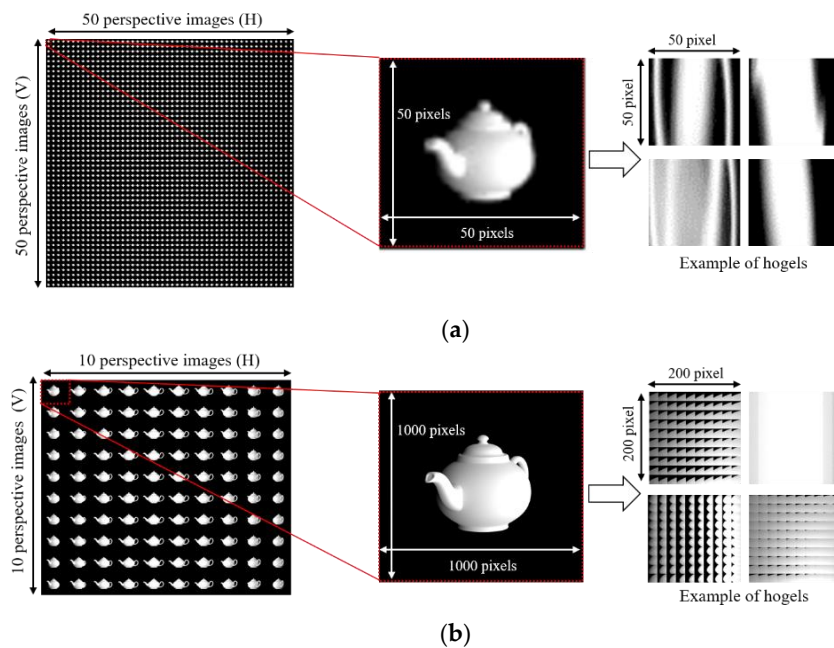 50 perspective images (H)
50 perspective images (V)
50 pixels
50 pixels
50 pixel
50 pixel
Example of hogels
(a)
10 perspective images (H)
10 perspective images (V)
1000 pixels
1000 pixels
200 pixel
200 pixel
Example of hogels
(b)